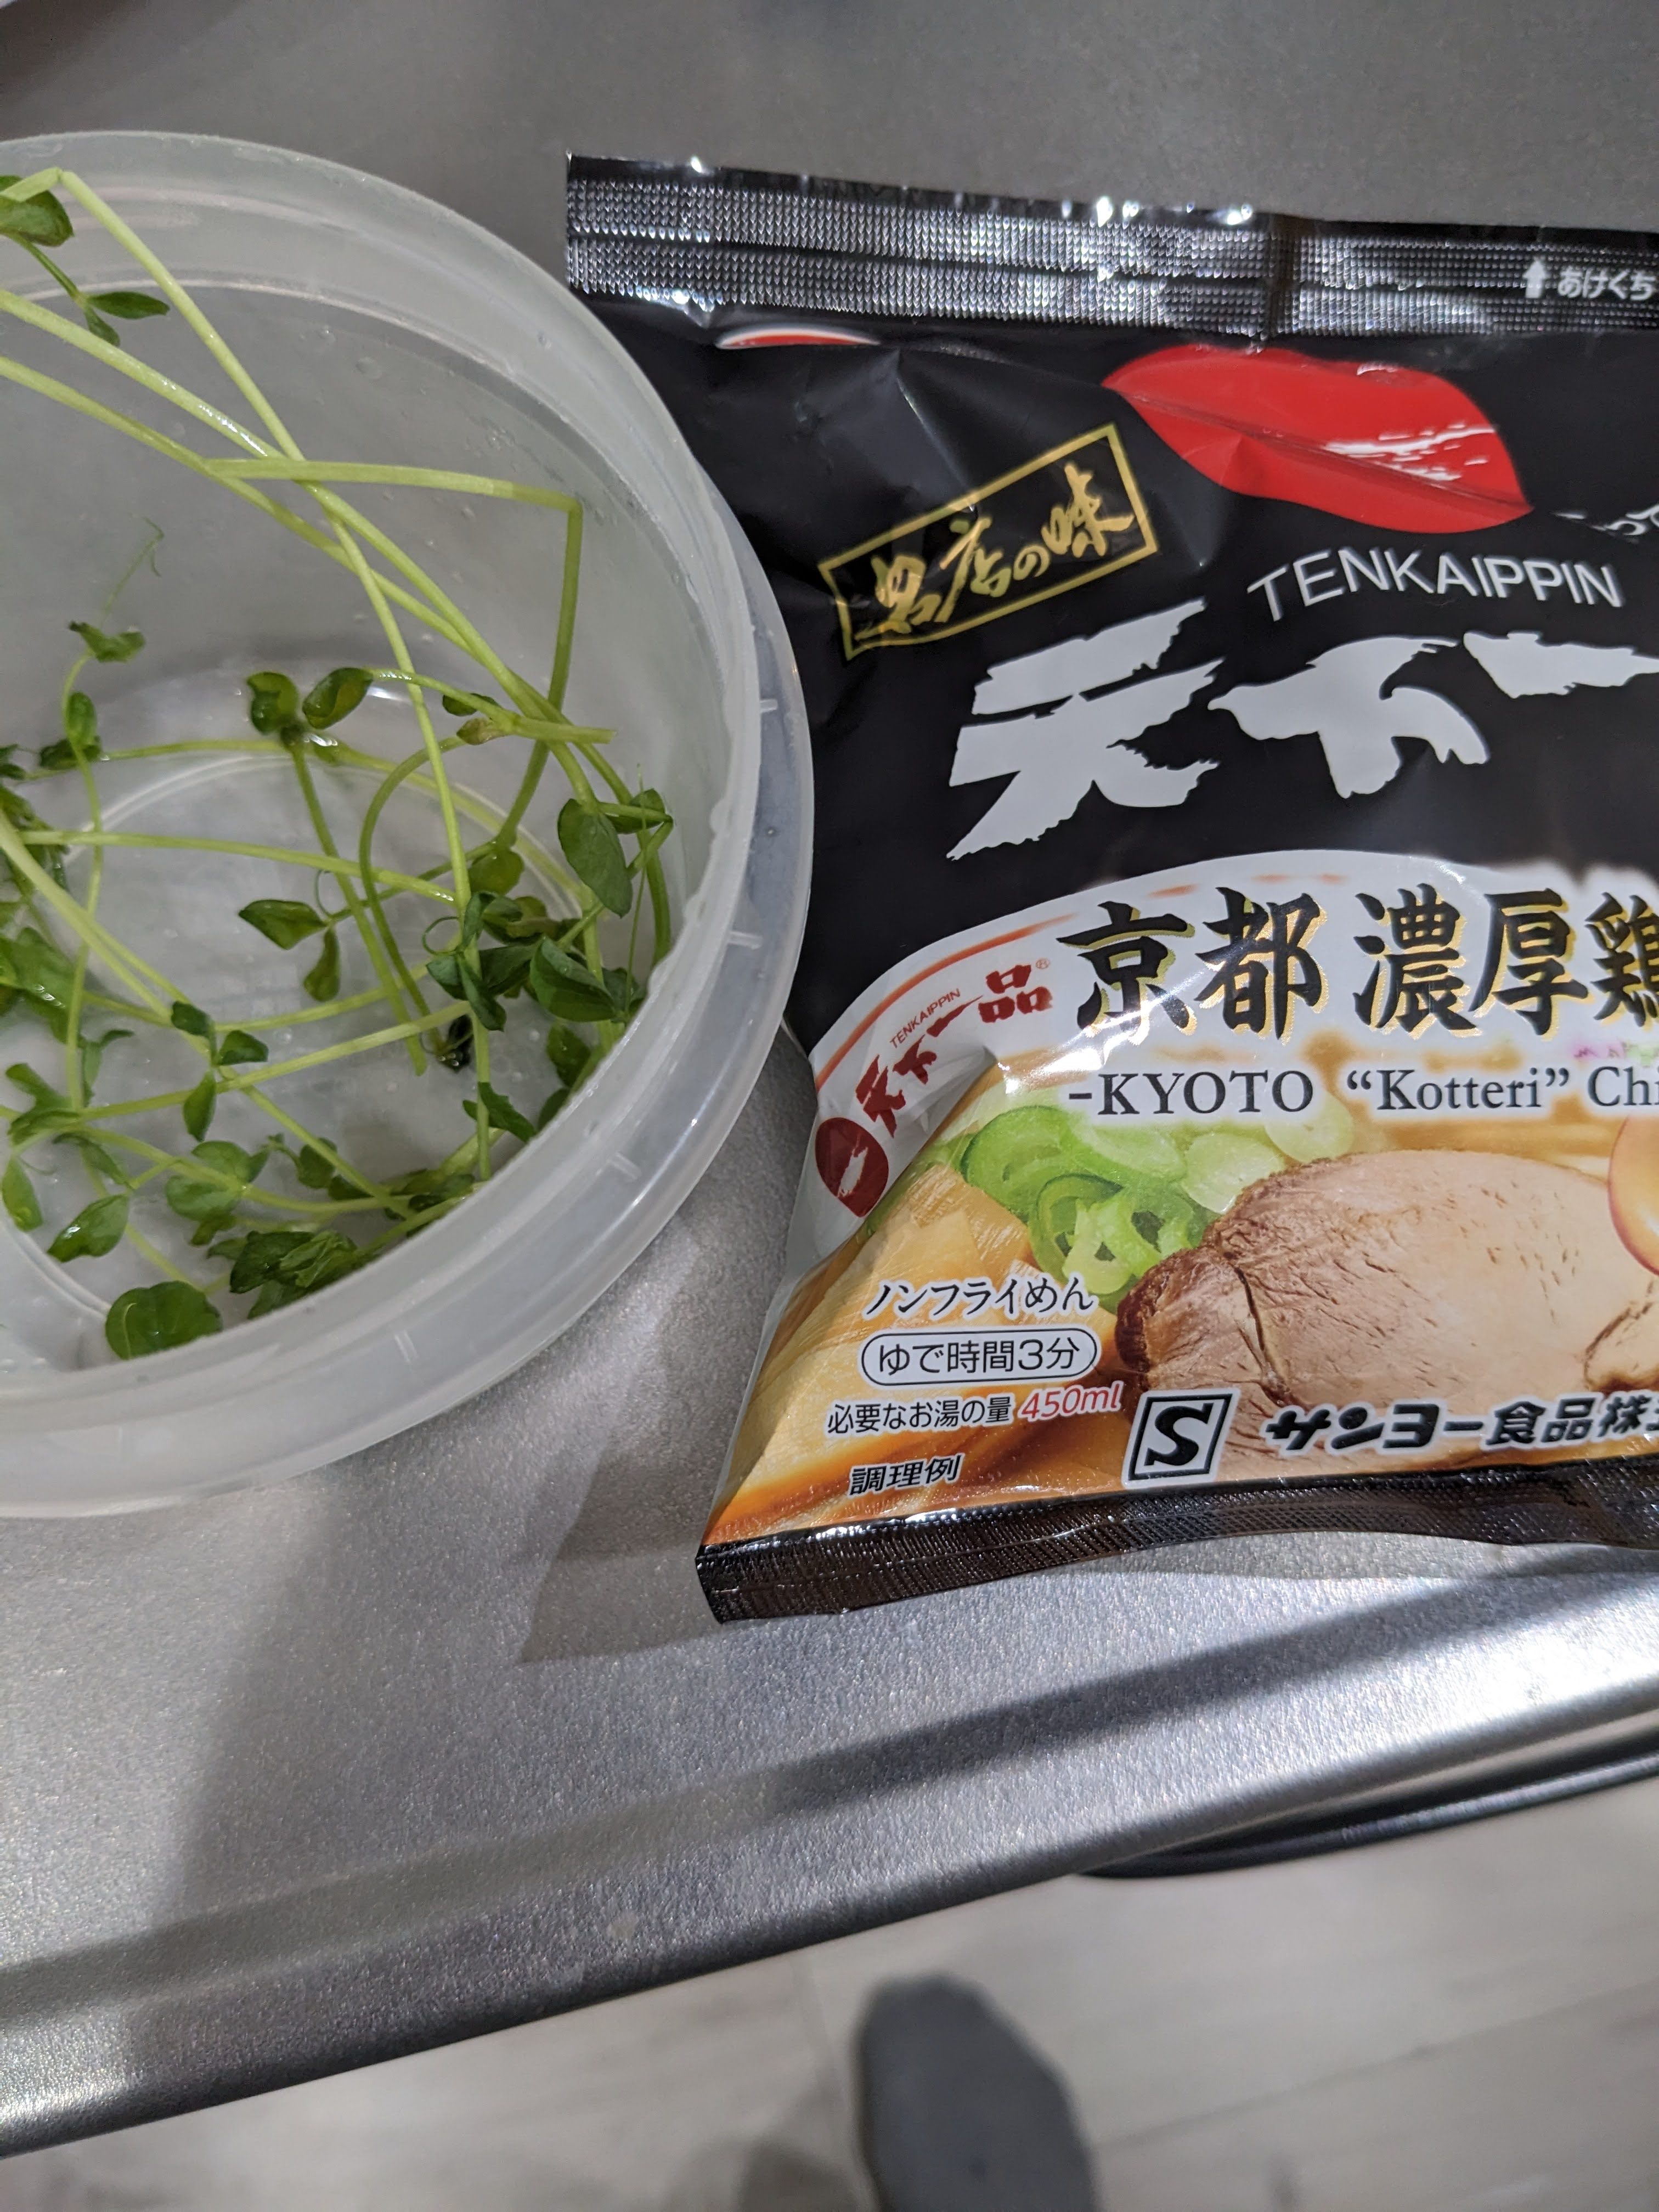 あけくち
名店の味
TENKAIPPIN
天下一
京都 濃厚鶏
TENKAIPPIN
天下一品®
-KYOTO “Kotteri” Chi
ノンフライめん
ゆで時間3分
必要なお湯の量 450ml
調理例
S サンヨー食品株式